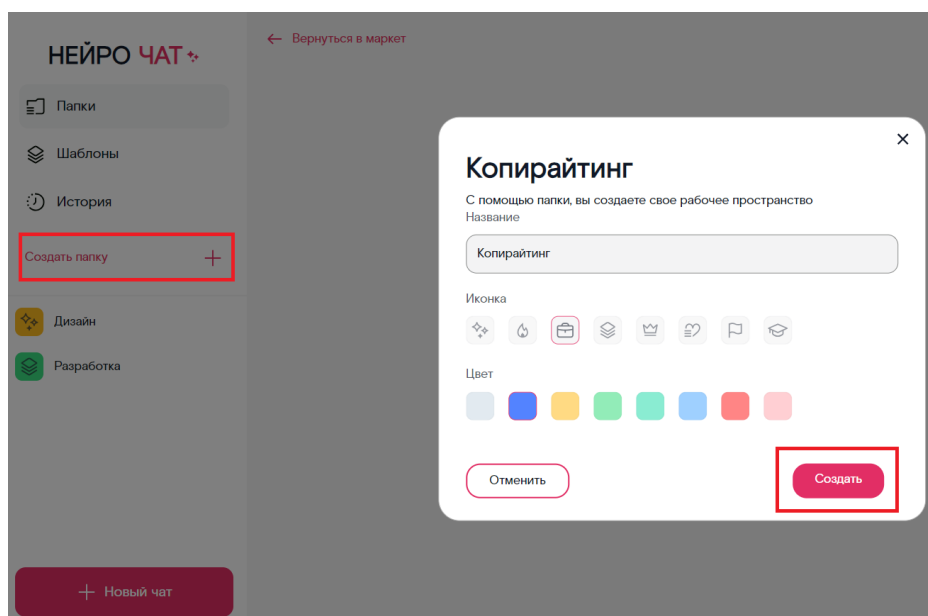 НЕЙРО ЧАТ
← Вернуться в маркет
Папки
Шаблоны
История
Создать папку +
Дизайн
Разработка
+ Новый чат
Копирайтинг
С помощью папки, вы создаете свое рабочее пространство
Название
Копирайтинг
Иконка
Цвет
Отменить
Создать